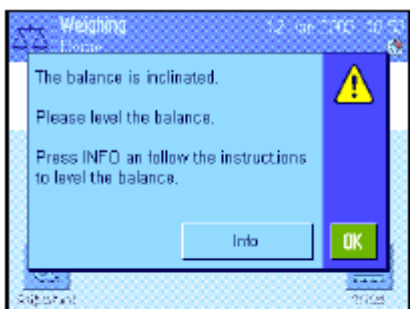 Weighing
Home
The balance is inclinated.
Please level the balance.
Press INFO an follow the instructions
to level the balance.
Info
OK